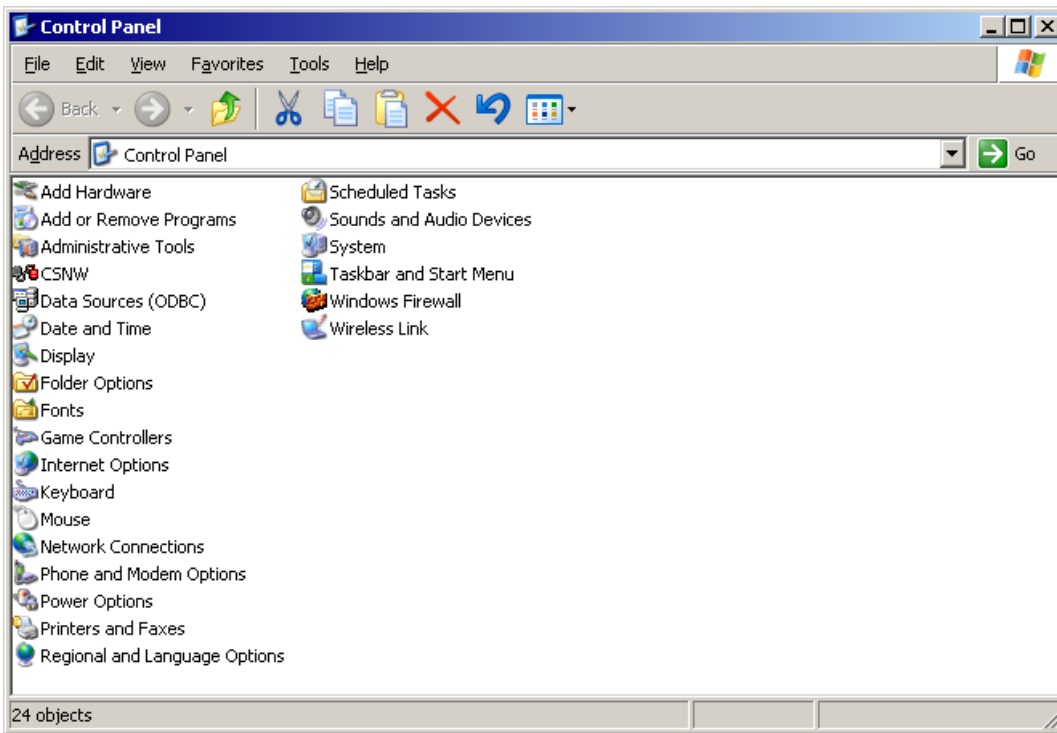 Control Panel
File Edit View Favorites Tools Help
Back
Address Control Panel Go
Add Hardware
Add or Remove Programs
Administrative Tools
CSNW
Data Sources (ODBC)
Date and Time
Display
Folder Options
Fonts
Game Controllers
Internet Options
Keyboard
Mouse
Network Connections
Phone and Modem Options
Power Options
Printers and Faxes
Regional and Language Options
Scheduled Tasks
Sounds and Audio Devices
System
Taskbar and Start Menu
Windows Firewall
Wireless Link
24 objects